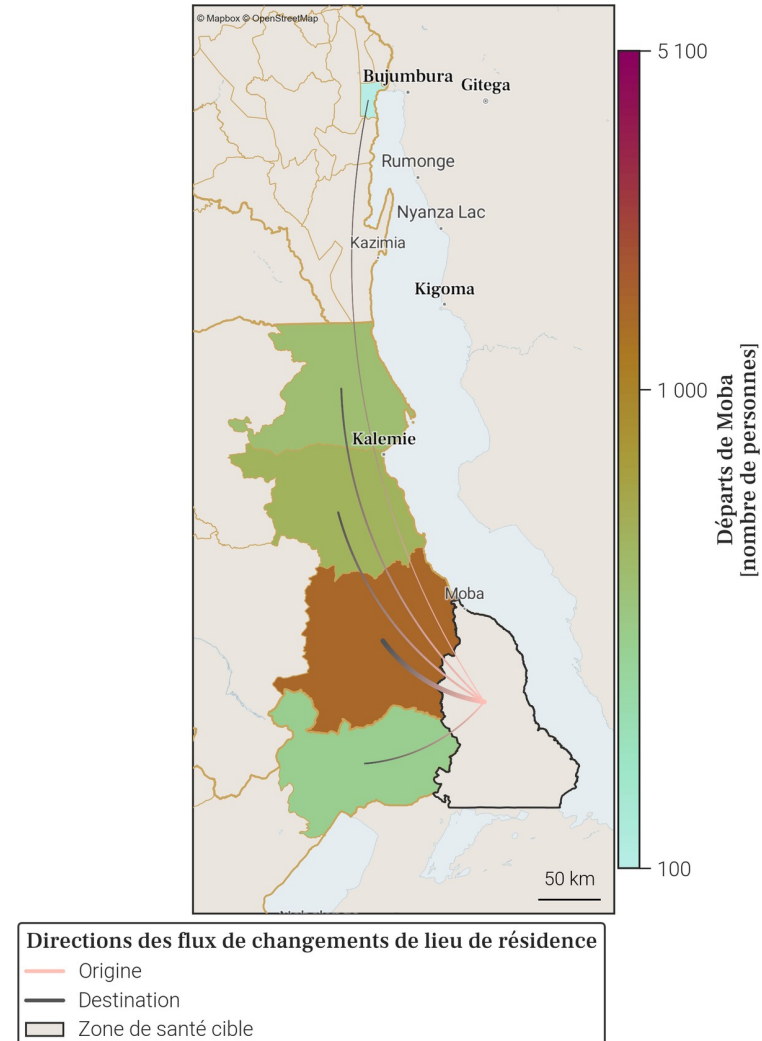 © Mapbox © OpenStreetMap
Bujumbura
Gitega
Rumonge
Nyanza Lac
Kazimia
Kigoma
Kalemie
Moba
50 km
5 100
1 000
100
Départs de Moba
[nombre de personnes]
Directions des flux de changements de lieu de résidence
Origine
Destination
Zone de santé cible